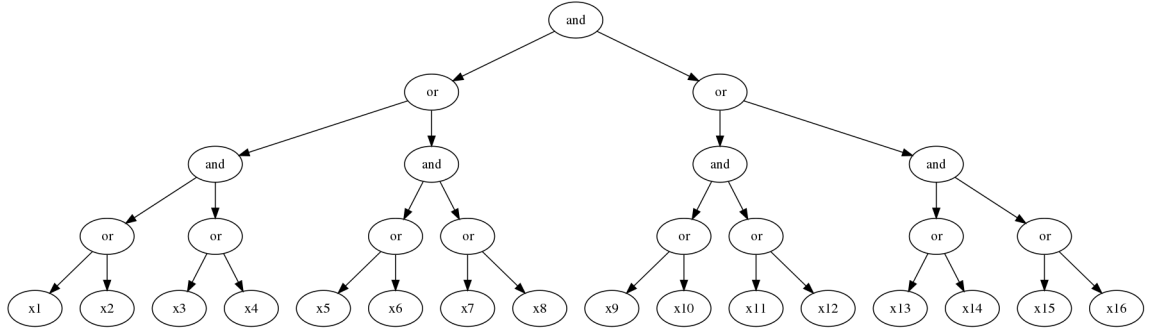 and
or or
and and and and
or or or or or or or or
x1 x2 x3 x4 x5 x6 x7 x8 x9 x10 x11 x12 x13 x14 x15 x16